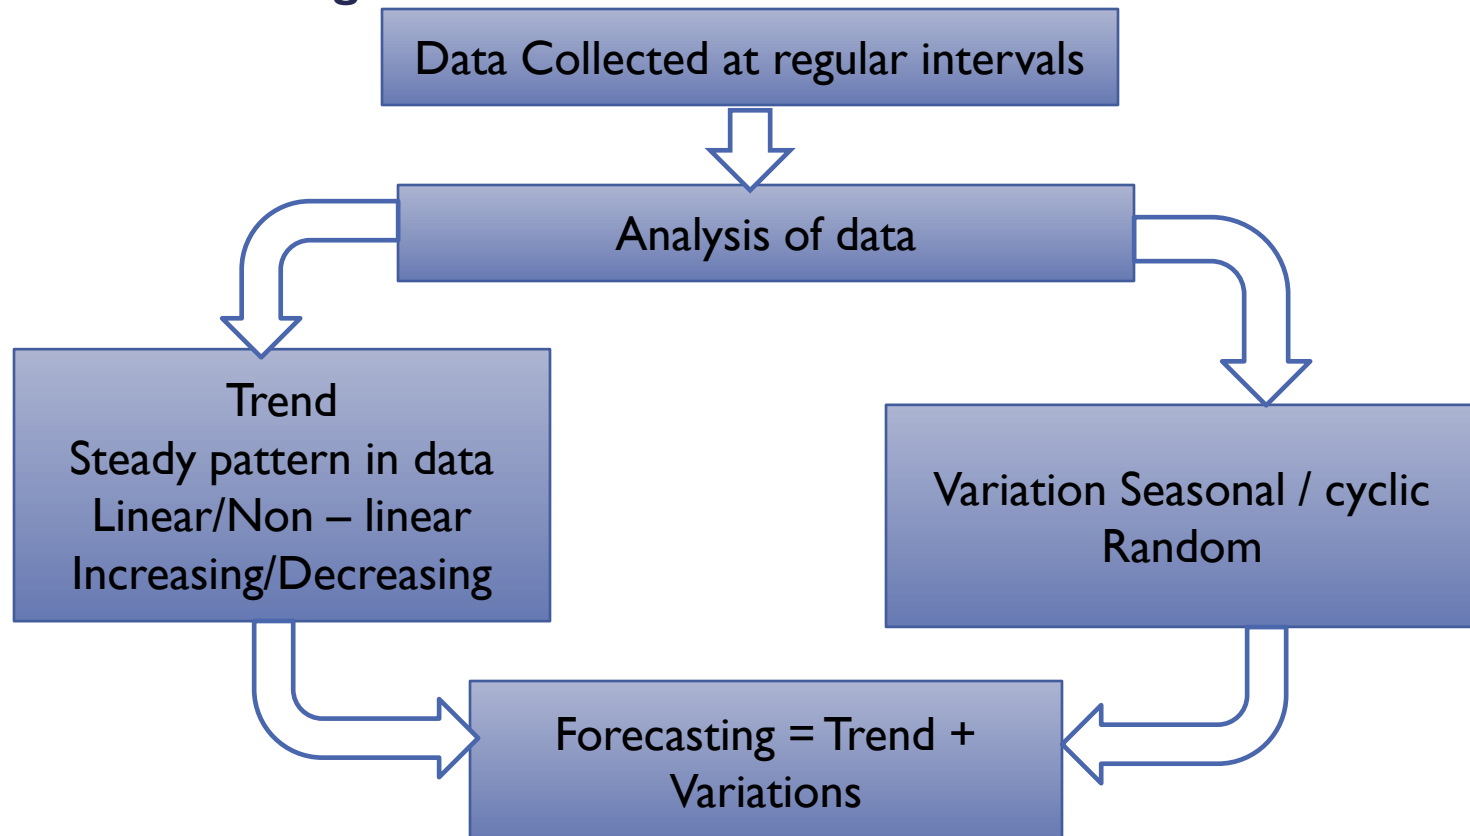 Data Collected at regular intervals
Analysis of data
Trend
Steady pattern in data
Linear/Non – linear
Increasing/Decreasing
Variation Seasonal / cyclic
Random
Forecasting = Trend +
Variations